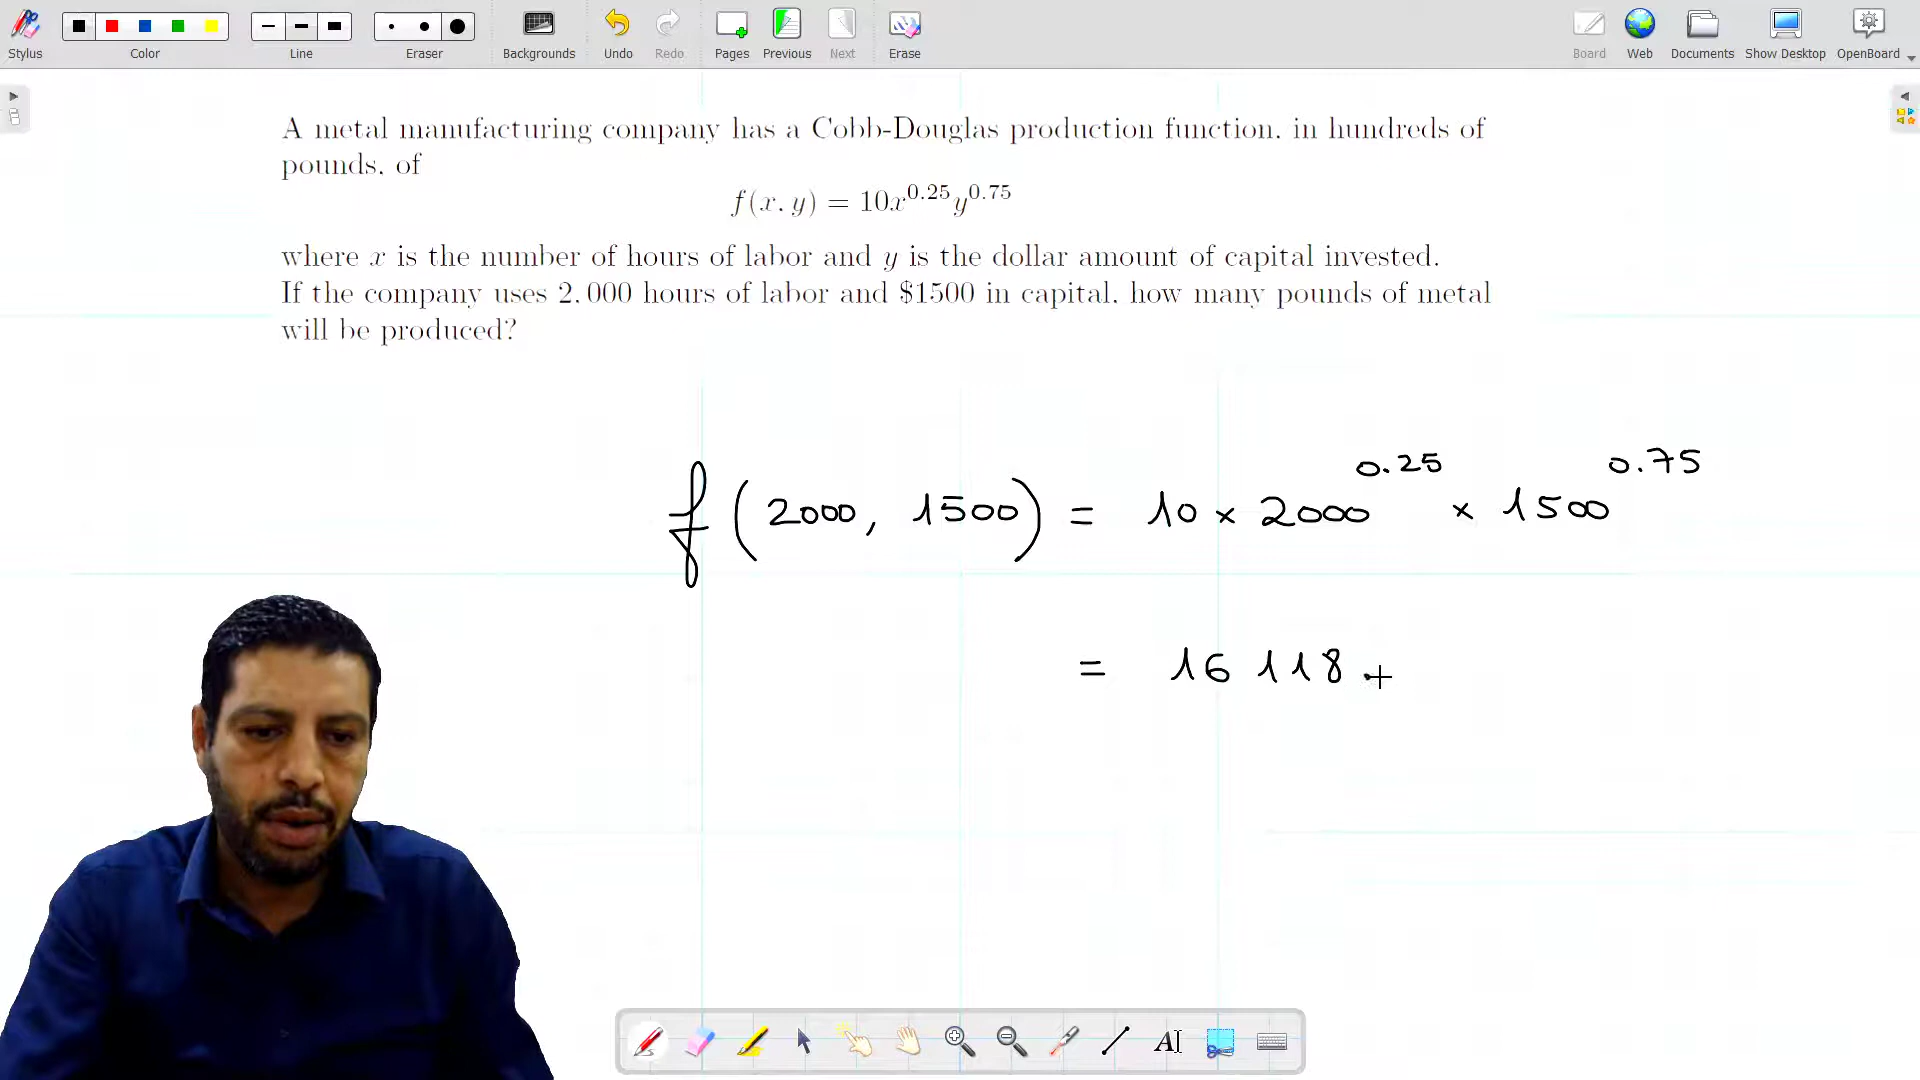 Stylus Color Line Eraser Backgrounds Undo Redo Pages Previous Next Erase Board Web Documents Show Desktop OpenBoard
A metal manufacturing company has a Cobb-Douglas production function, in hundreds of
pounds, of
f(x, y) = 10x^0.25 y^0.75
where x is the number of hours of labor and y is the dollar amount of capital invested.
If the company uses 2,000 hours of labor and $1500 in capital, how many pounds of metal
will be produced?
f(2000, 1500) = 10 × 2000^0.25 × 1500^0.75
= 16 118.